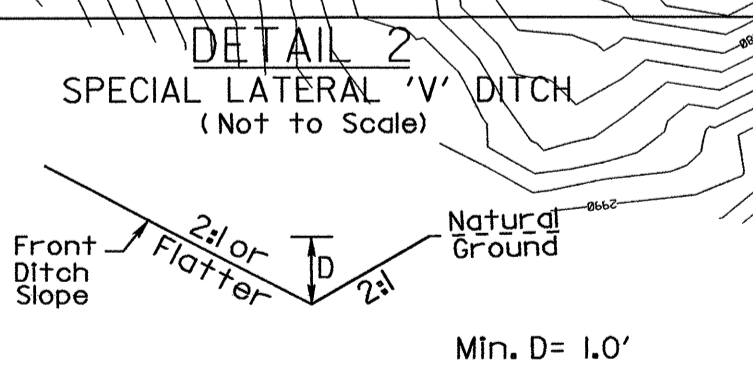 DETAIL 2
SPECIAL LATERAL 'V' DITCH
(Not to Scale)
2990
Natural
Ground
2:1 or
Flatter
Front
Ditch
Slope
D
2:1
Min. D= 1.0'